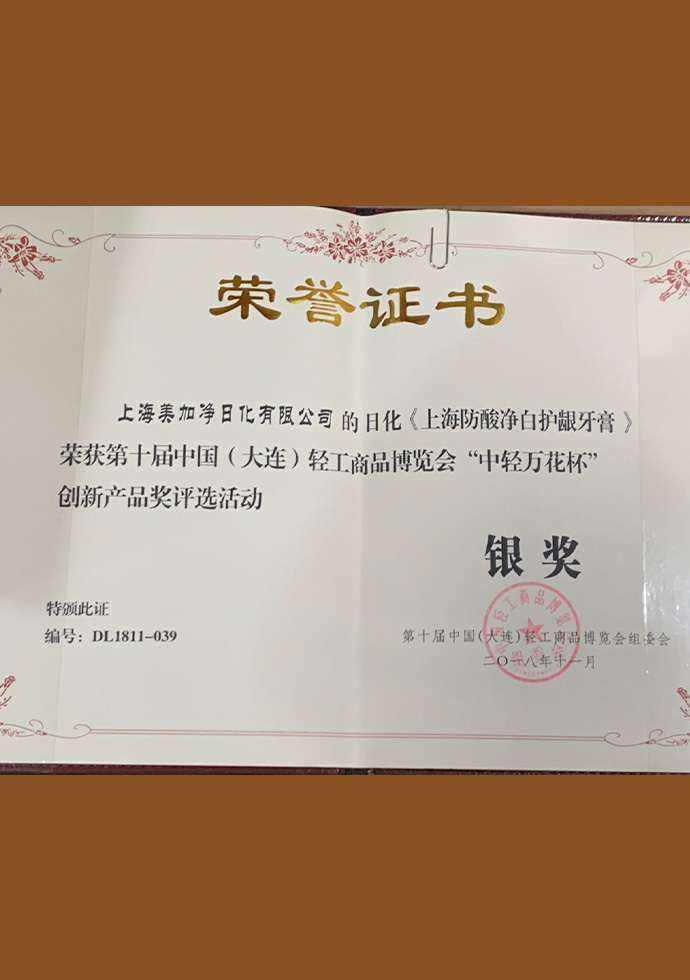 荣誉证书
上海美加净日化有限公司的日化《上海防酸净白护龈牙膏》
荣获第十届中国（大连）轻工商品博览会“中轻万花杯”
创新产品奖评选活动
银奖
特颁此证
编号：DL1811-039
第十届中国(大连)轻工商品博览会组委会
二〇一八年十一月